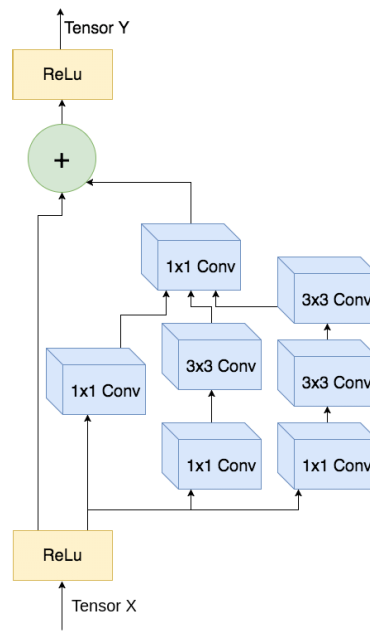 Tensor Y
ReLu
+
1x1 Conv
3x3 Conv
1x1 Conv
3x3 Conv
3x3 Conv
1x1 Conv
1x1 Conv
ReLu
Tensor X